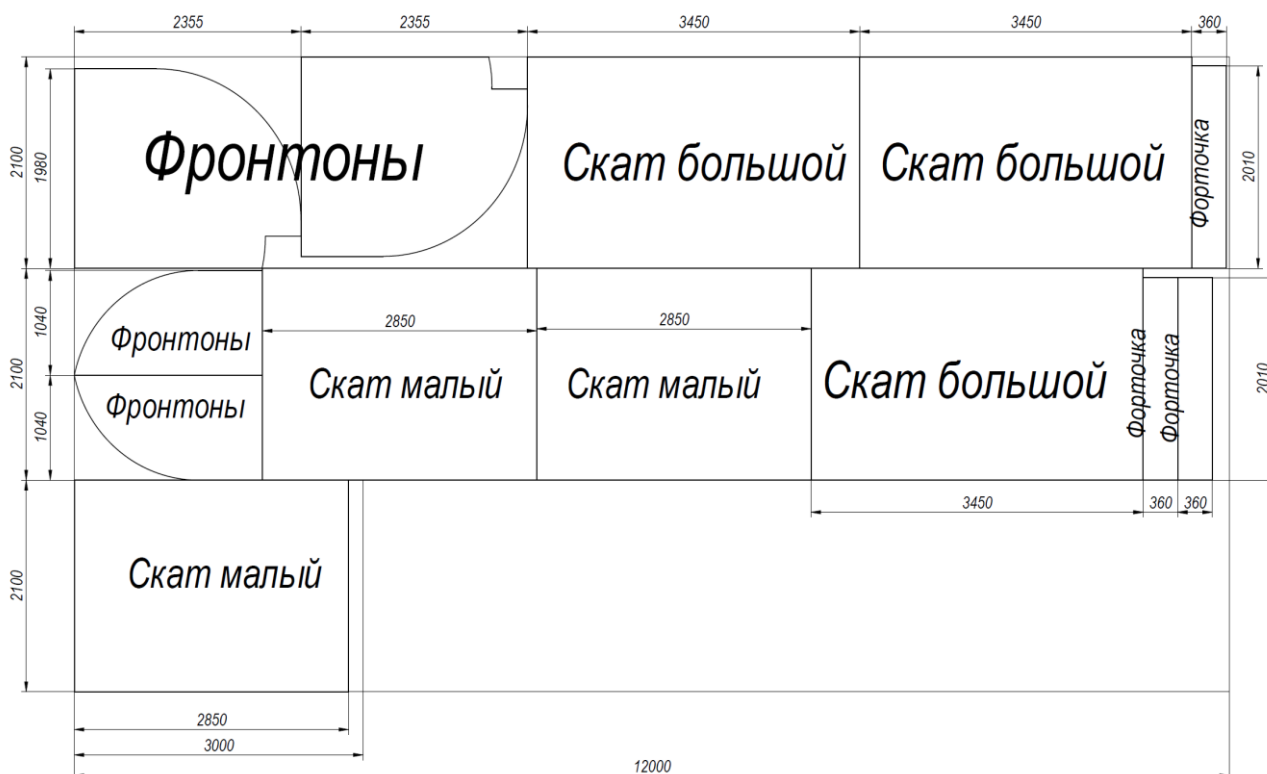 2355 2355 3450 3450 360
2100
1980
Фронтоны
Скат большой
Скат большой
Форточка
2010
2100
1040
1040
Фронтоны
Фронтоны
2850
Скат малый
2850
Скат малый
Скат большой
Форточка
Форточка
2010
3450 360 360
2100
Скат малый
2850
3000
12000